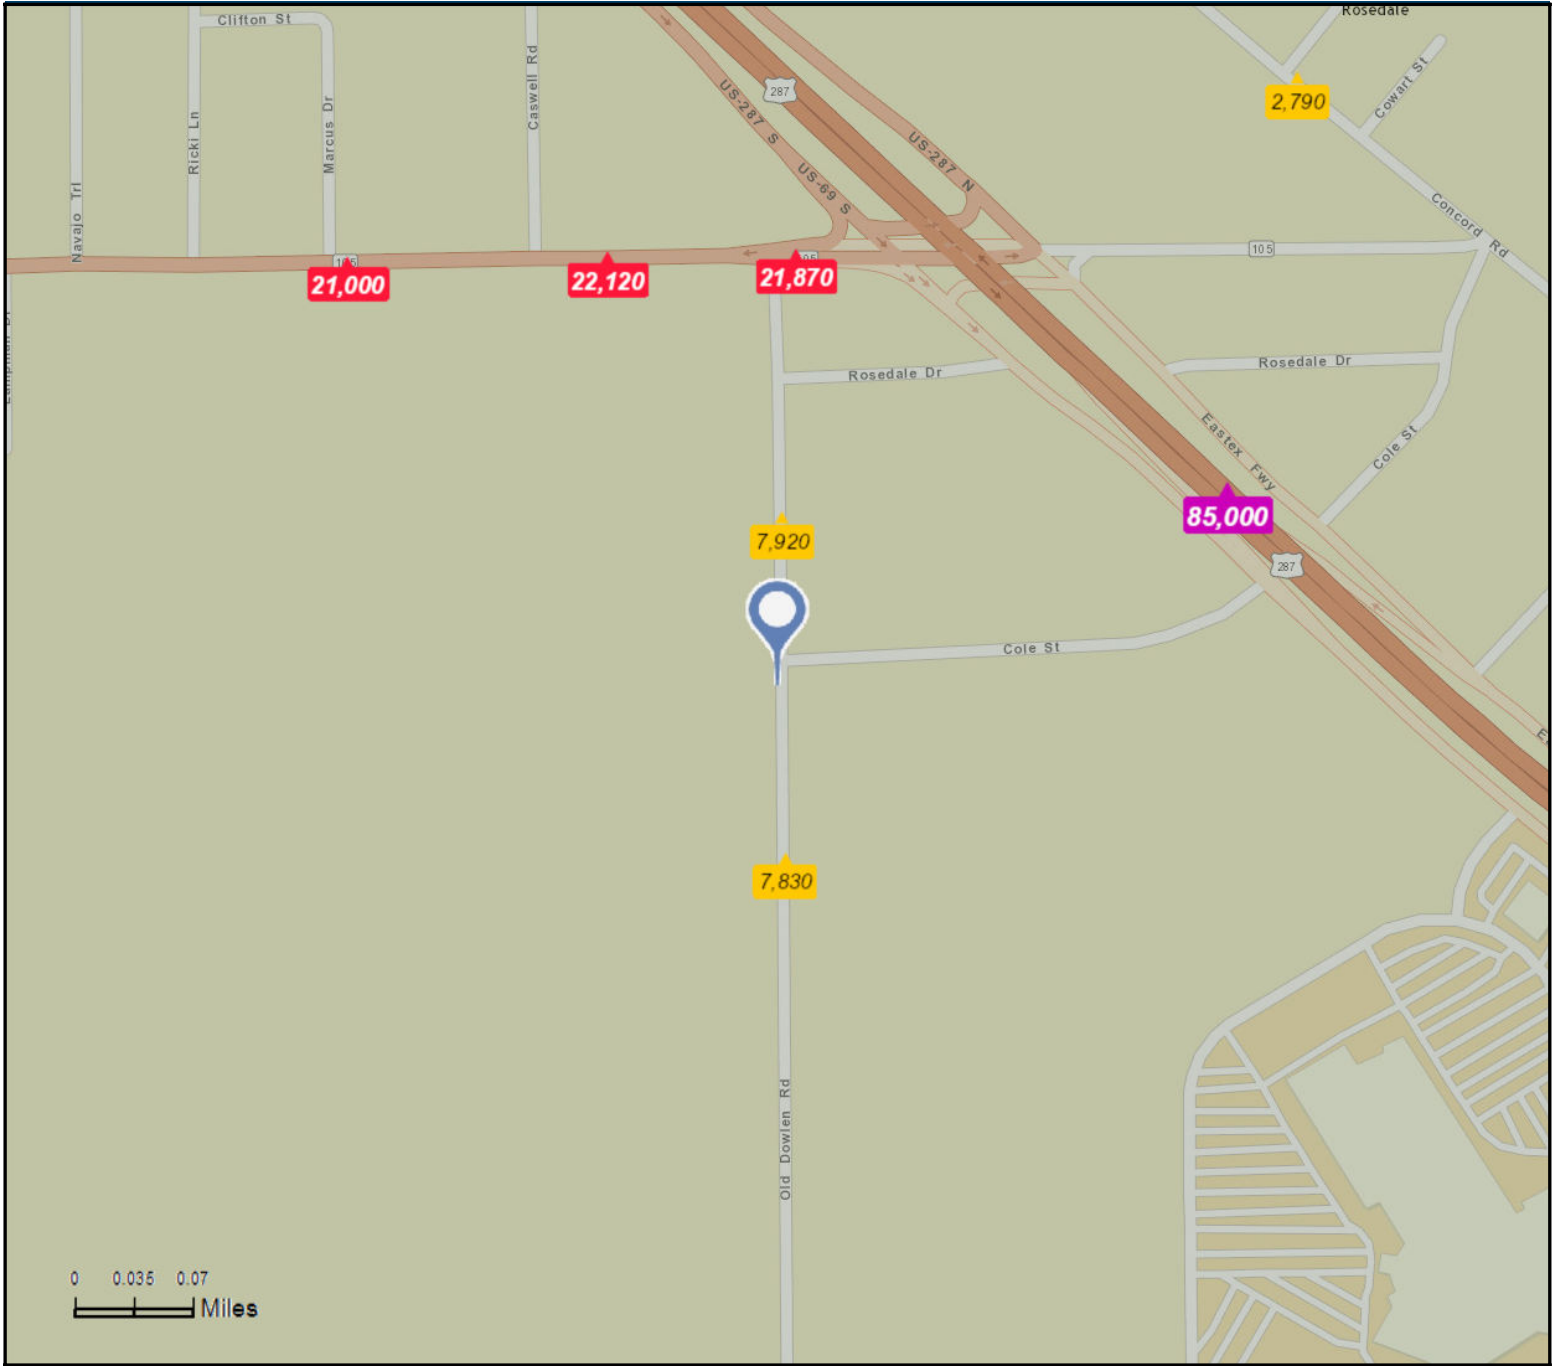 Rosedale
Clifton St
Caswell Rd
Ricki Ln
Marcus Dr
Navajo Trl
287
US-287 S
US-287 N
US-69 S
2,790
Cowart St
Concord Rd
105
105
21,000
22,120
21,870
Rosedale Dr
Rosedale Dr
Eastex Fwy
Cole St
85,000
287
7,920
Cole St
7,830
Old Dowlen Rd
0 0.035 0.07
Miles